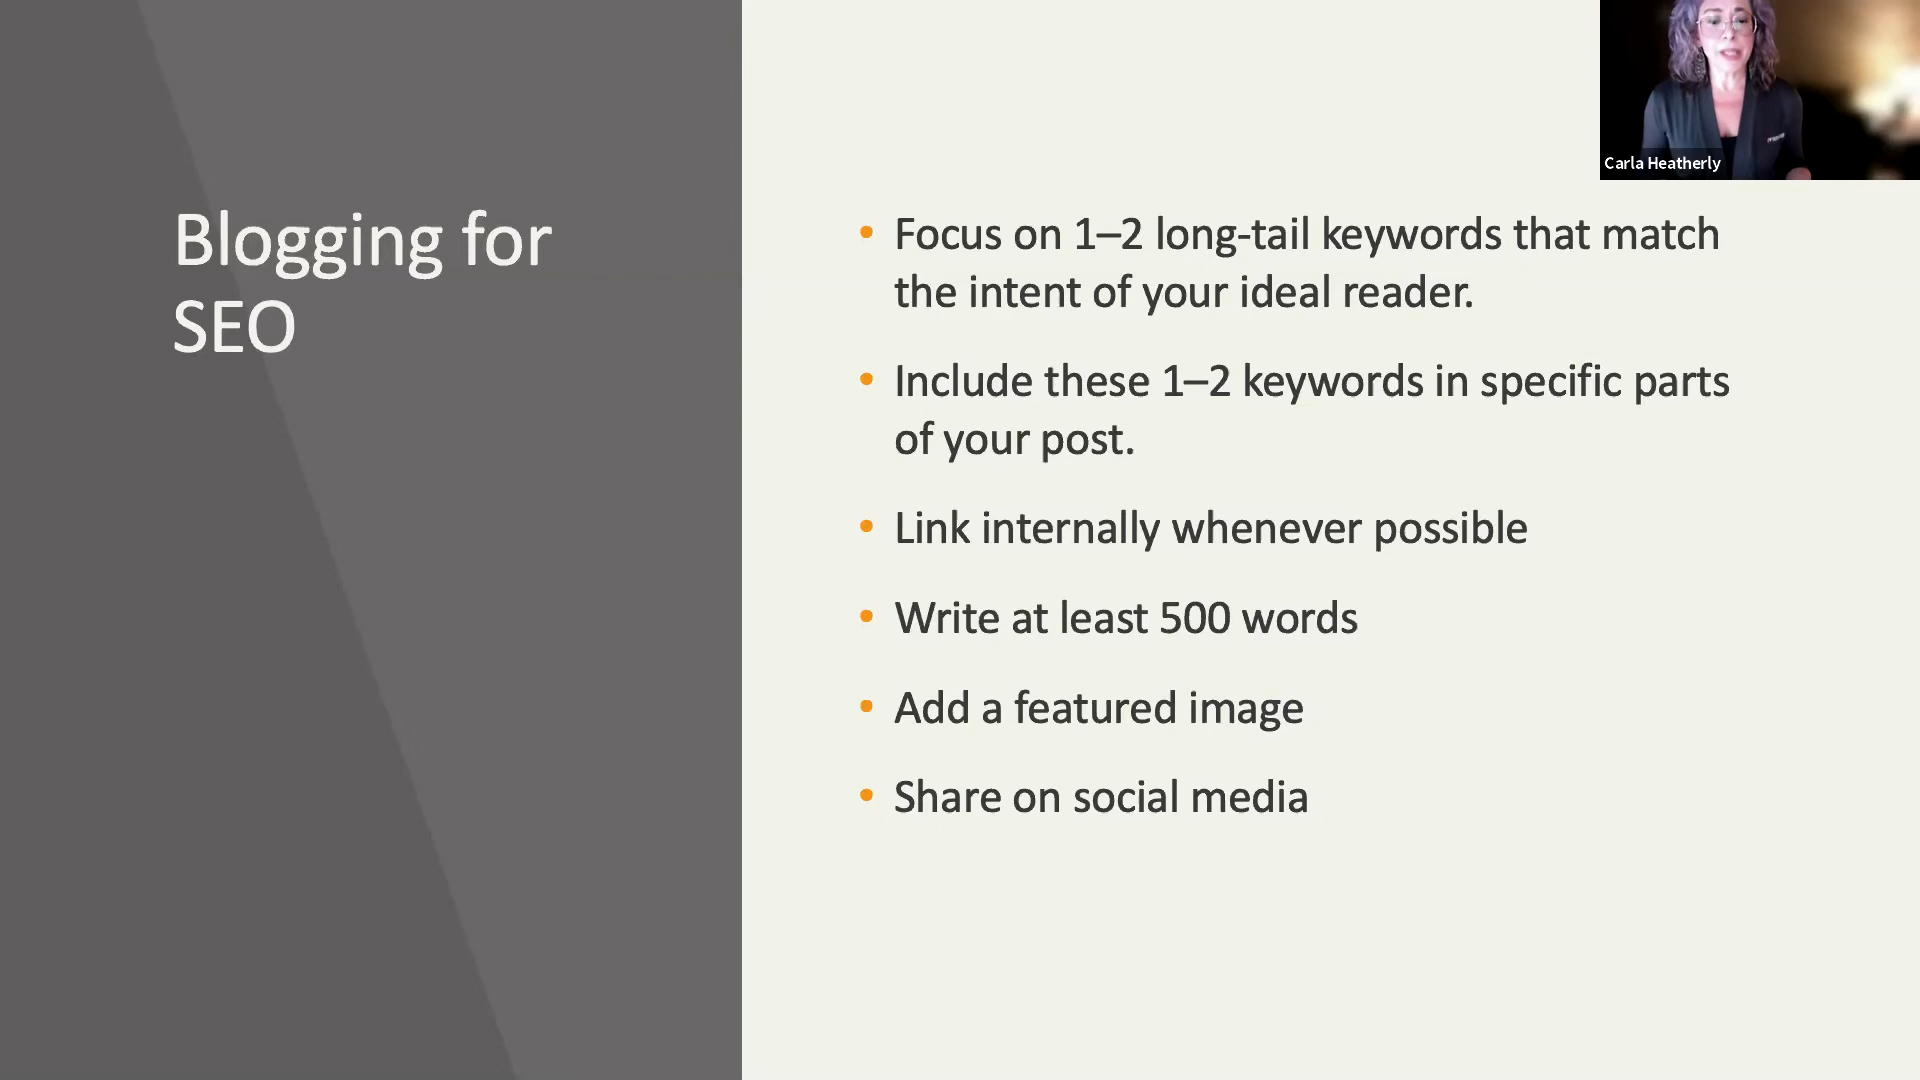 Blogging for
SEO
Carla Heatherly
• Focus on 1–2 long-tail keywords that match
the intent of your ideal reader.
• Include these 1–2 keywords in specific parts
of your post.
• Link internally whenever possible
• Write at least 500 words
• Add a featured image
• Share on social media